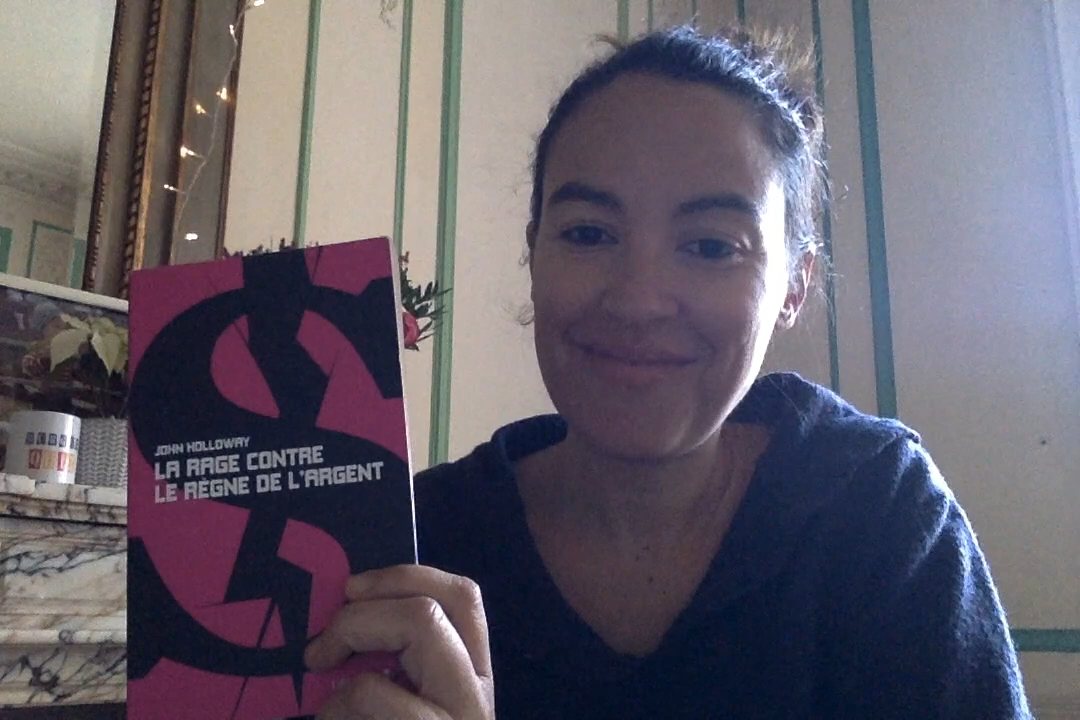 JOHN HOLLOWAY
LA RAGE CONTRE
LE RÈGNE DE L'ARGENT